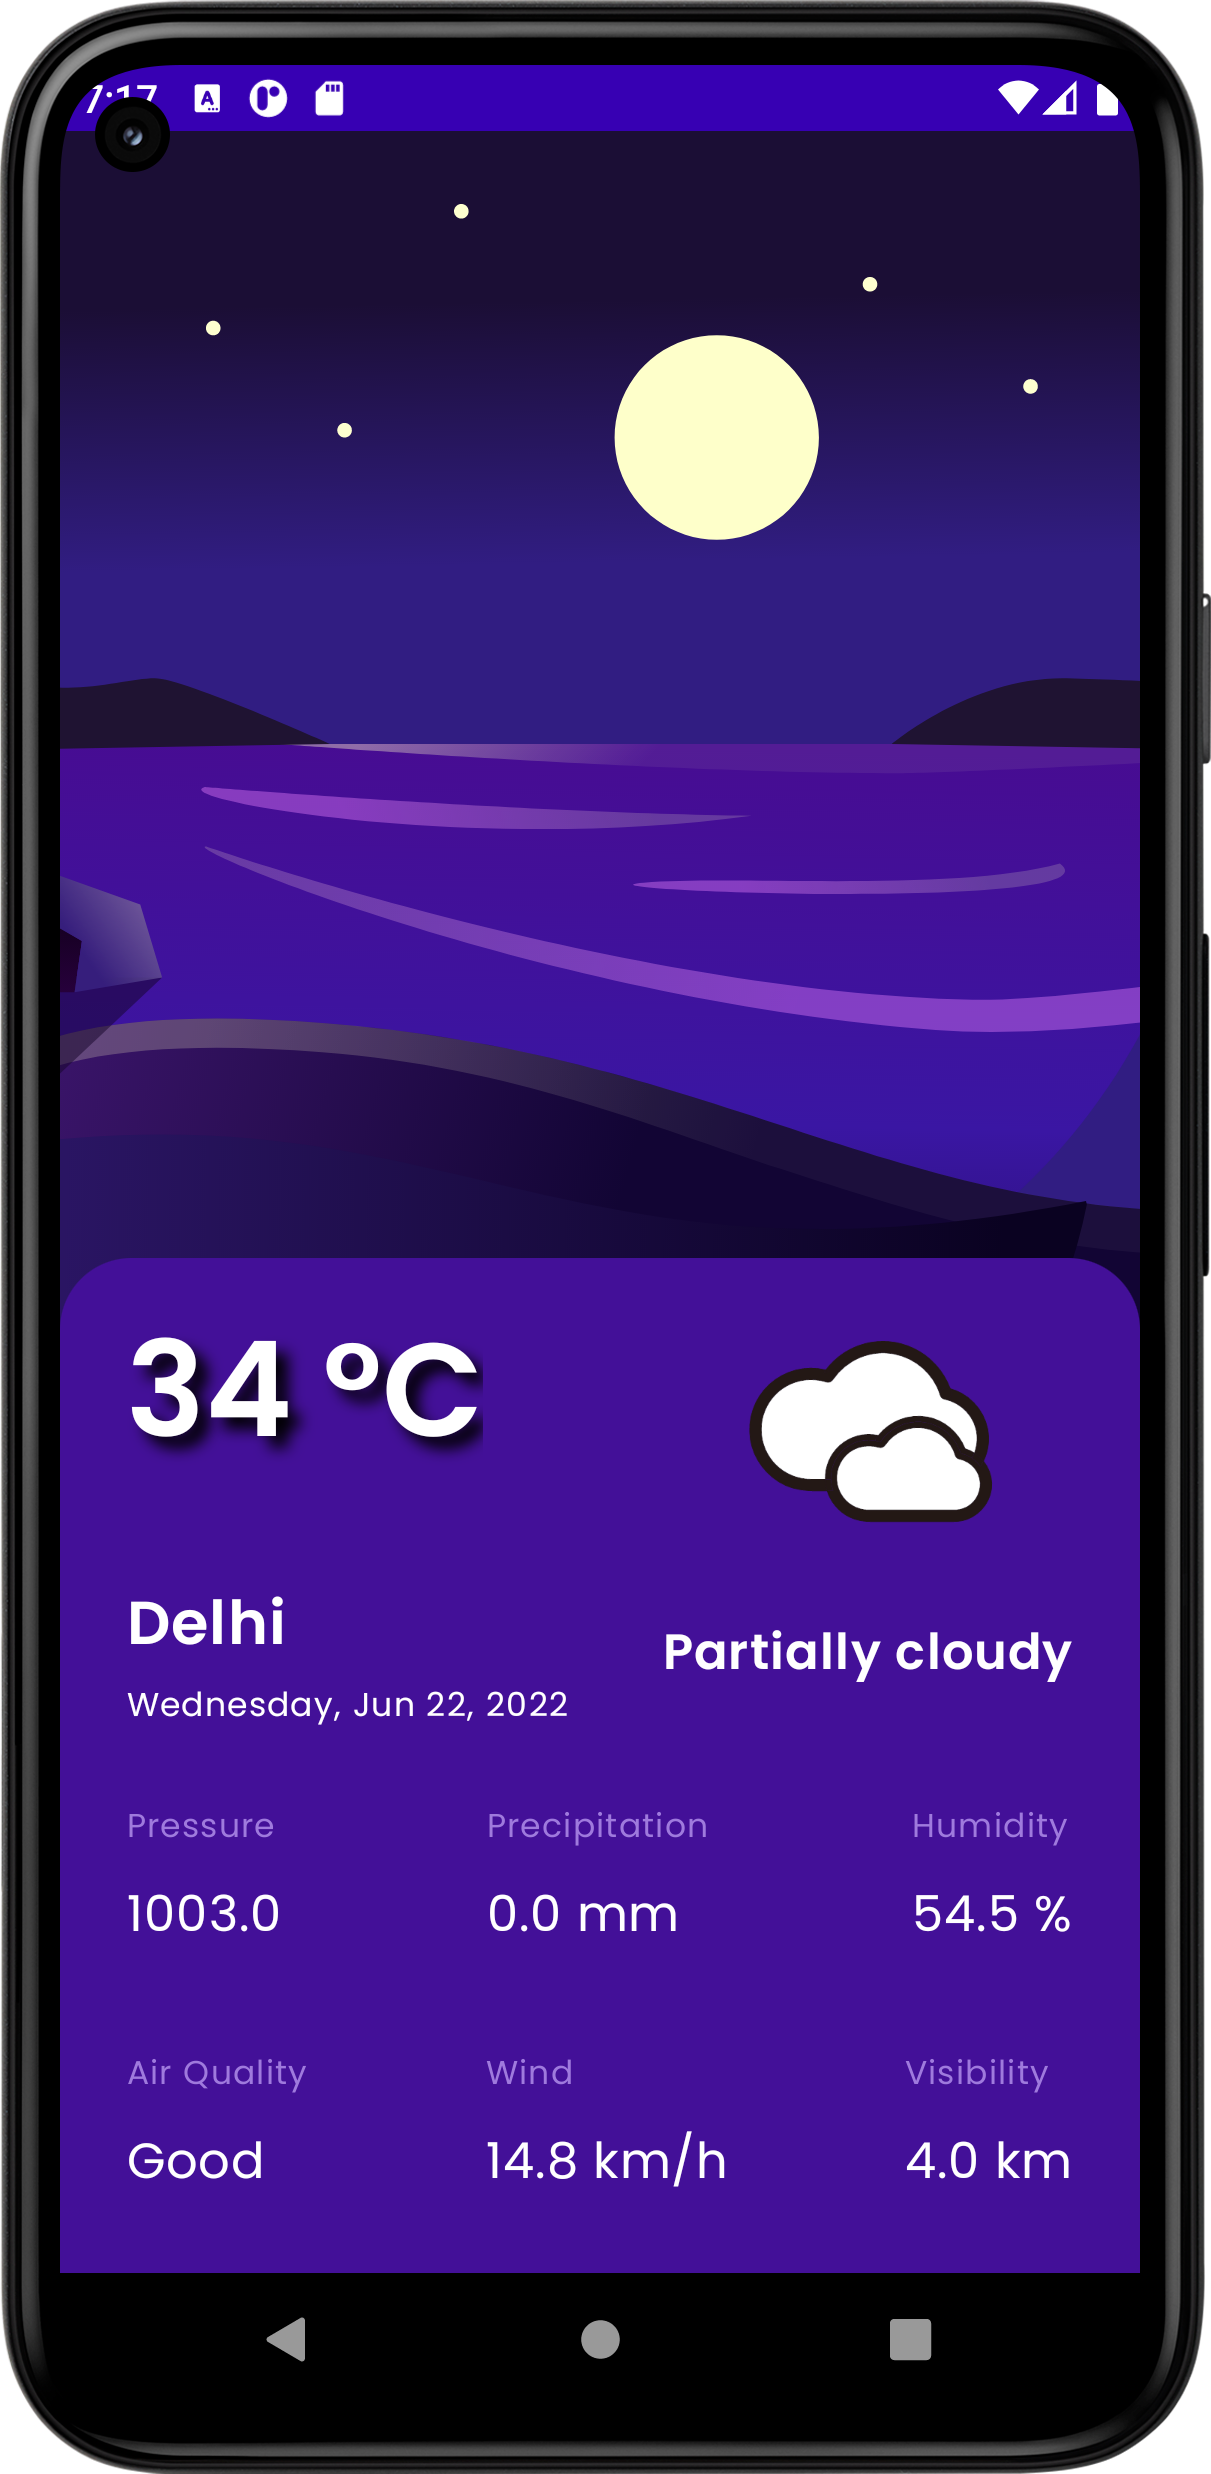 7:17
34 °C
Delhi
Partially cloudy
Wednesday, Jun 22, 2022
Pressure Precipitation Humidity
1003.0 0.0 mm 54.5 %
Air Quality Wind Visibility
Good 14.8 km/h 4.0 km